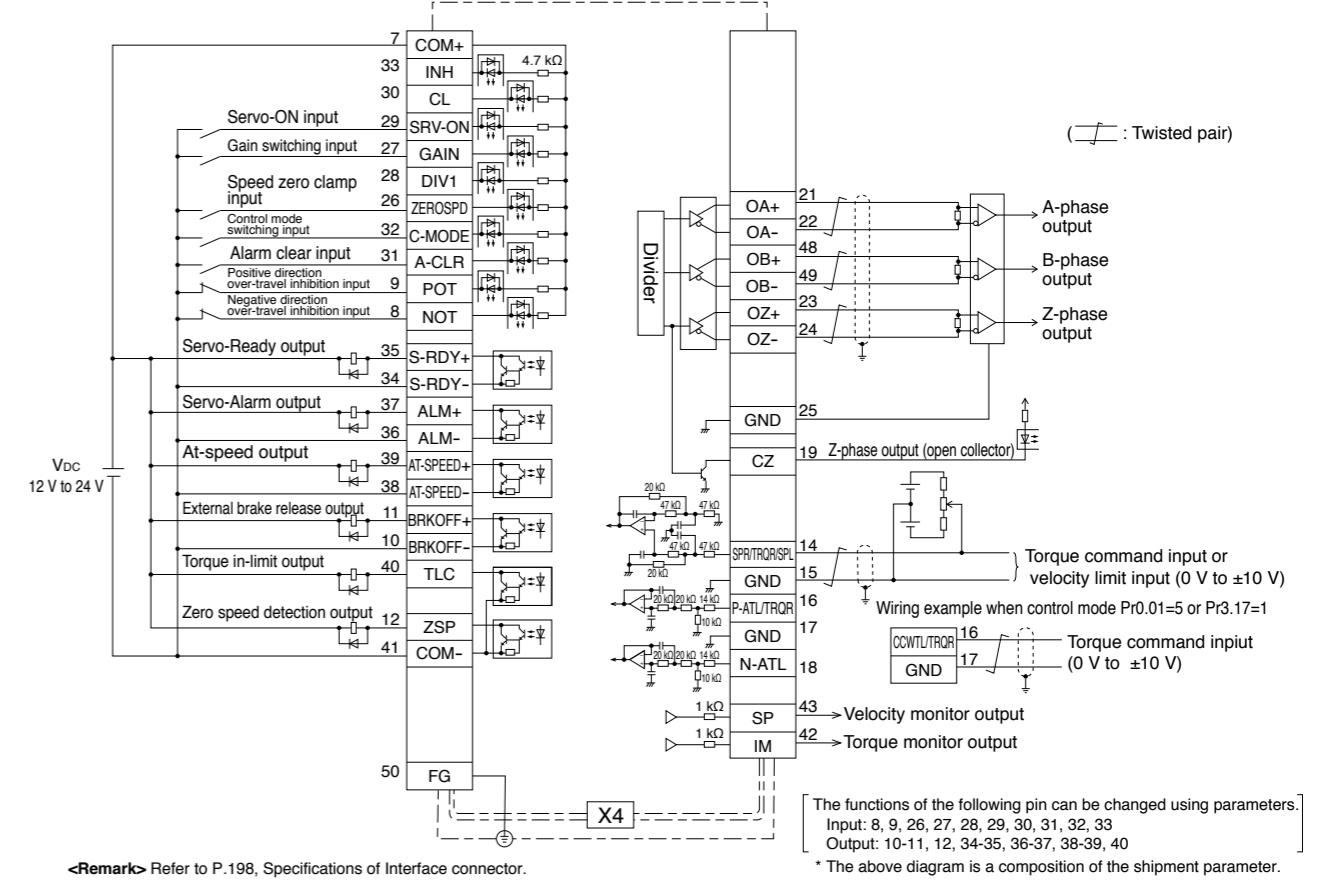 7 COM+
33 INH 4.7 kΩ
30 CL
Servo-ON input 29 SRV-ON
Gain switching input 27 GAIN
28 DIV1
Speed zero clamp
input 26 ZEROSPD
Control mode
switching input 32 C-MODE
Alarm clear input 31 A-CLR
Positive direction
over-travel inhibition input 9 POT
Negative direction
over-travel inhibition input 8 NOT
Servo-Ready output 35 S-RDY+
34 S-RDY-
Servo-Alarm output 37 ALM+
36 ALM-
At-speed output 39 AT-SPEED+
38 AT-SPEED-
External brake release output 11 BRKOFF+
10 BRKOFF-
Torque in-limit output 40 TLC
Zero speed detection output 12 ZSP
41 COM-
VDC
12 V to 24 V
50 FG
X4
( : Twisted pair)
Divider
OA+ 21 A-phase
OA- 22 output
OB+ 48 B-phase
OB- 49 output
OZ+ 23 Z-phase
OZ- 24 output
GND 25
CZ 19 Z-phase output (open collector)
20 kΩ
47 kΩ 47 kΩ
47 kΩ 47 kΩ
20 kΩ
SPR/TRQR/SPL 14 Torque command input or
GND 15 velocity limit input (0 V to ±10 V)
20 kΩ 20 kΩ 14 kΩ P-ATL/TRQR 16
10 kΩ
GND 17
20 kΩ 20 kΩ 14 kΩ N-ATL 18
10 kΩ
Wiring example when control mode Pr0.01=5 or Pr3.17=1
CCWTL/TRQR 16 Torque command inpiut
GND 17 (0 V to ±10 V)
1 kΩ SP 43 Velocity monitor output
1 kΩ IM 42 Torque monitor output
The functions of the following pin can be changed using parameters.
Input: 8, 9, 26, 27, 28, 29, 30, 31, 32, 33
Output: 10-11, 12, 34-35, 36-37, 38-39, 40
* The above diagram is a composition of the shipment parameter.
<Remark> Refer to P.198, Specifications of Interface connector.